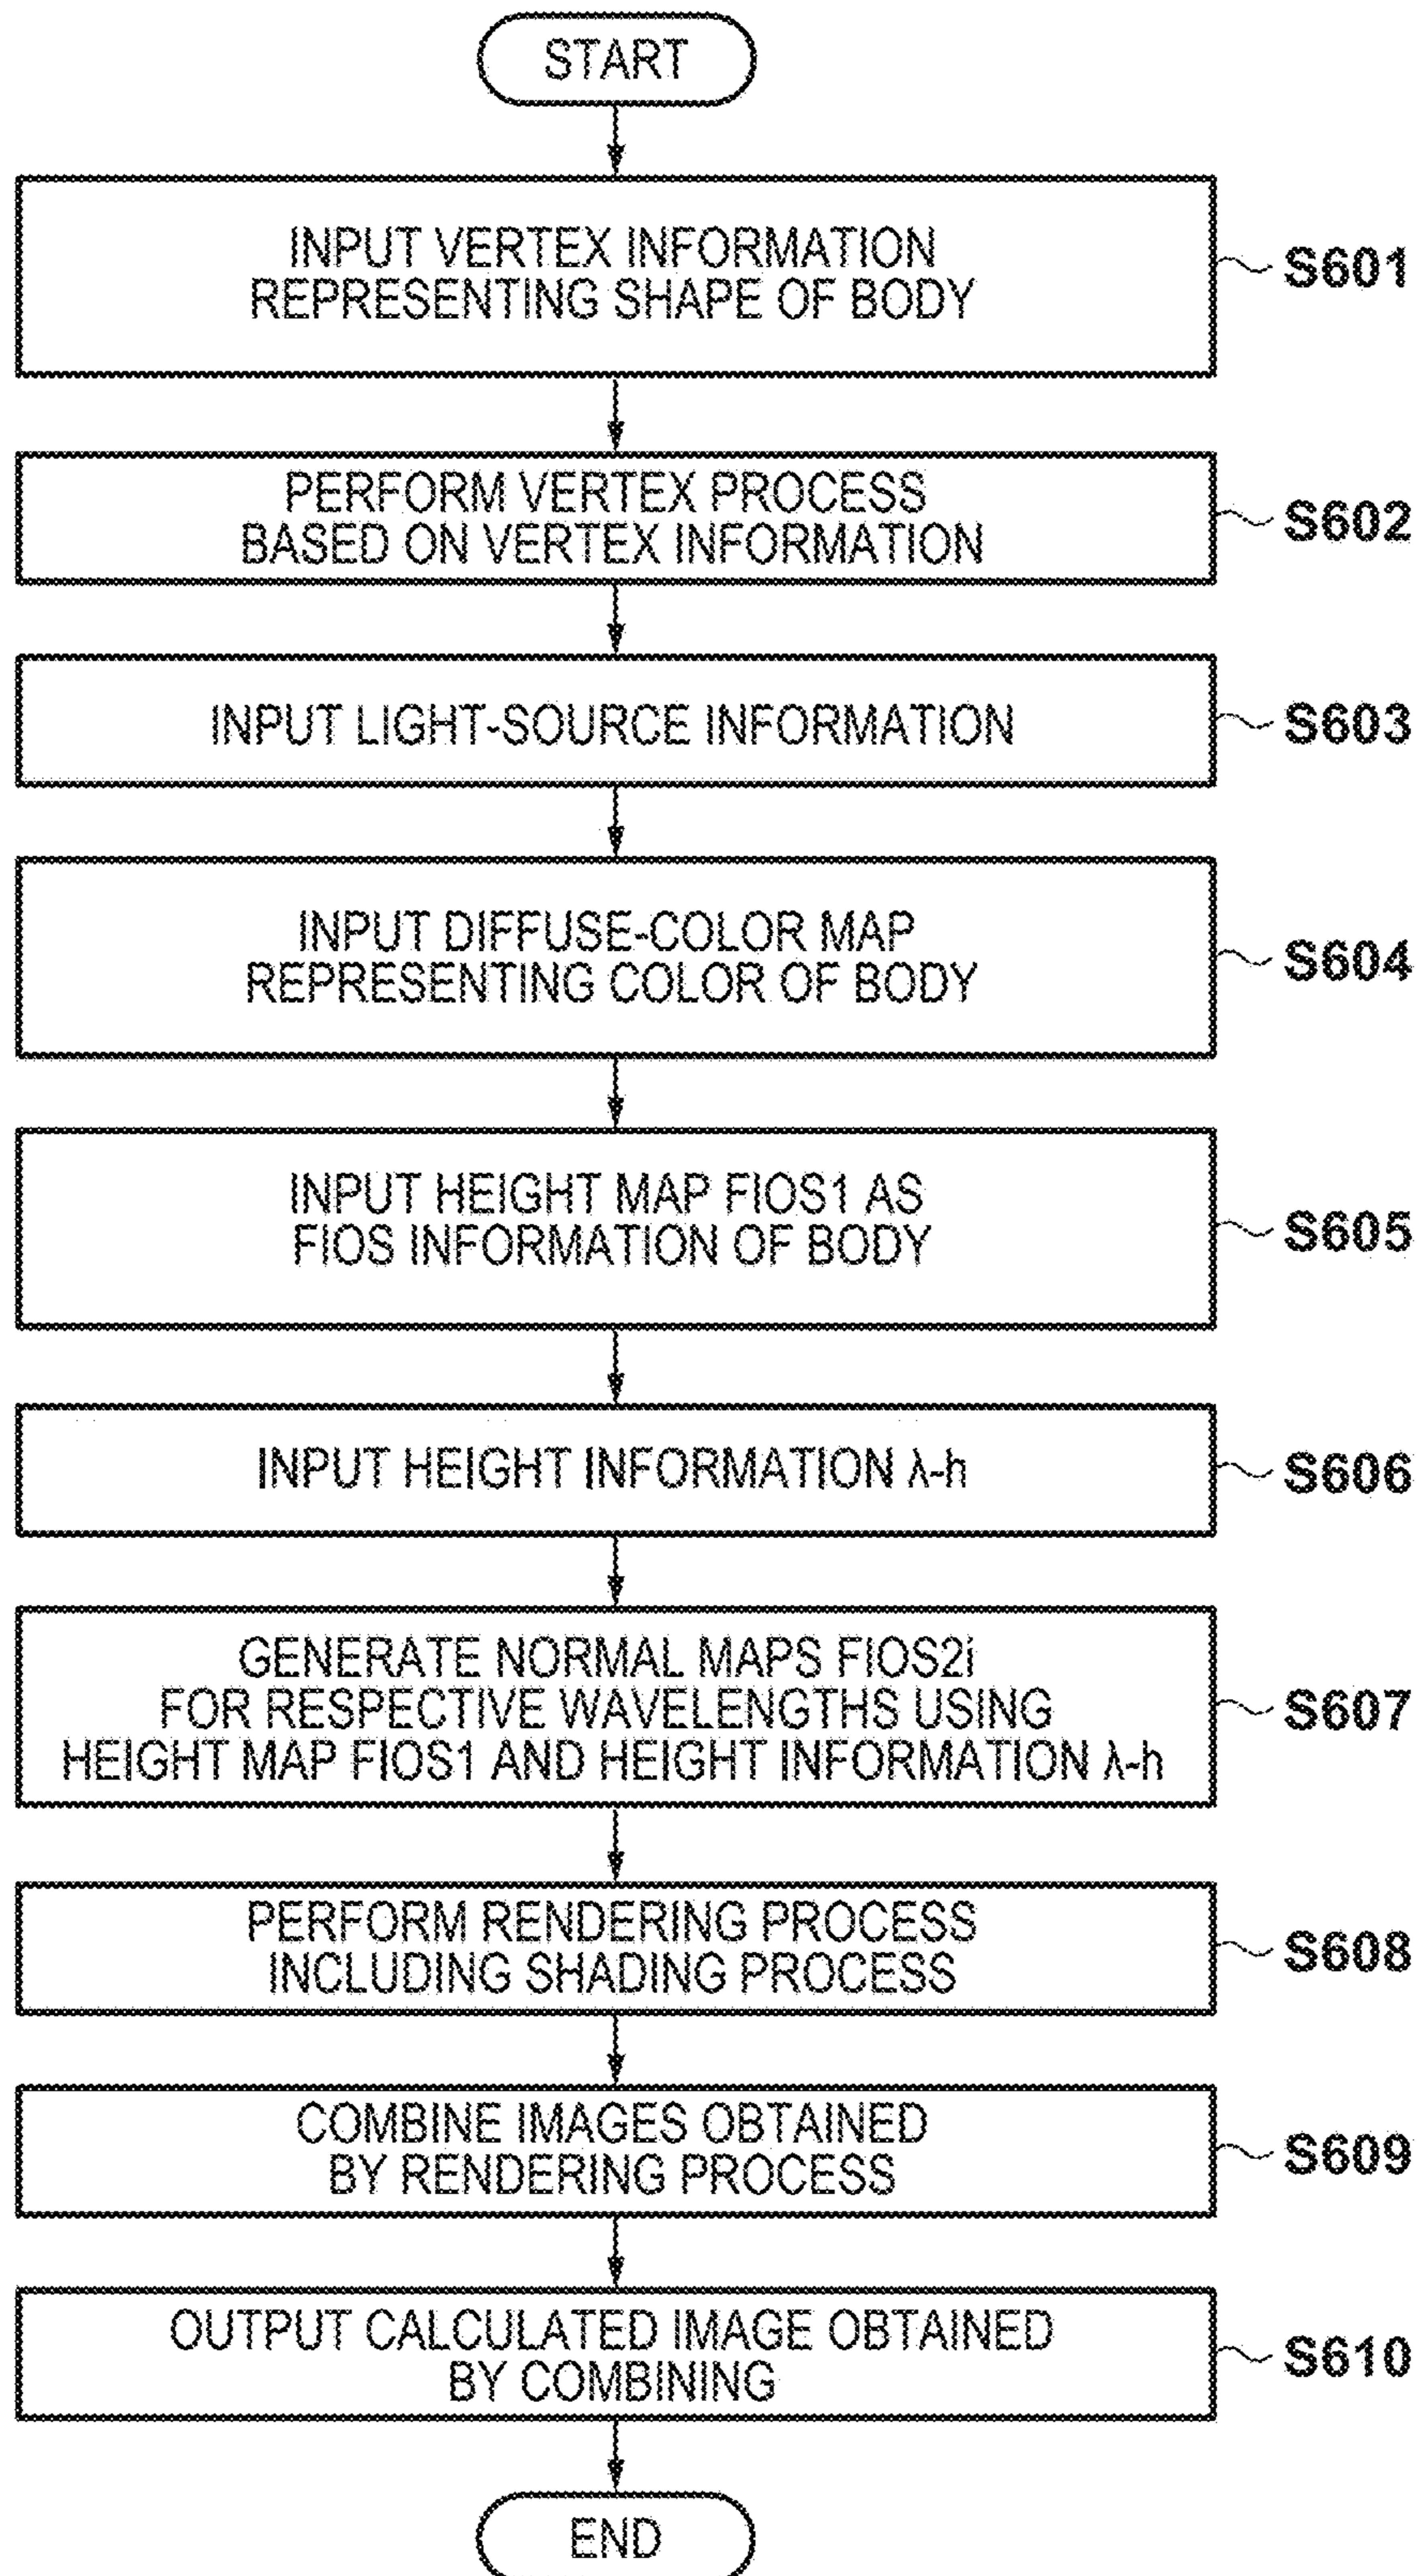 START
INPUT VERTEX INFORMATION
REPRESENTING SHAPE OF BODY
S601
PERFORM VERTEX PROCESS
BASED ON VERTEX INFORMATION
S602
INPUT LIGHT-SOURCE INFORMATION
S603
INPUT DIFFUSE-COLOR MAP
REPRESENTING COLOR OF BODY
S604
INPUT HEIGHT MAP FIOS1 AS
FIOS INFORMATION OF BODY
S605
INPUT HEIGHT INFORMATION λ-h
S606
GENERATE NORMAL MAPS FIOS2i
FOR RESPECTIVE WAVELENGTHS USING
HEIGHT MAP FIOS1 AND HEIGHT INFORMATION λ-h
S607
PERFORM RENDERING PROCESS
INCLUDING SHADING PROCESS
S608
COMBINE IMAGES OBTAINED
BY RENDERING PROCESS
S609
OUTPUT CALCULATED IMAGE OBTAINED
BY COMBINING
S610
END